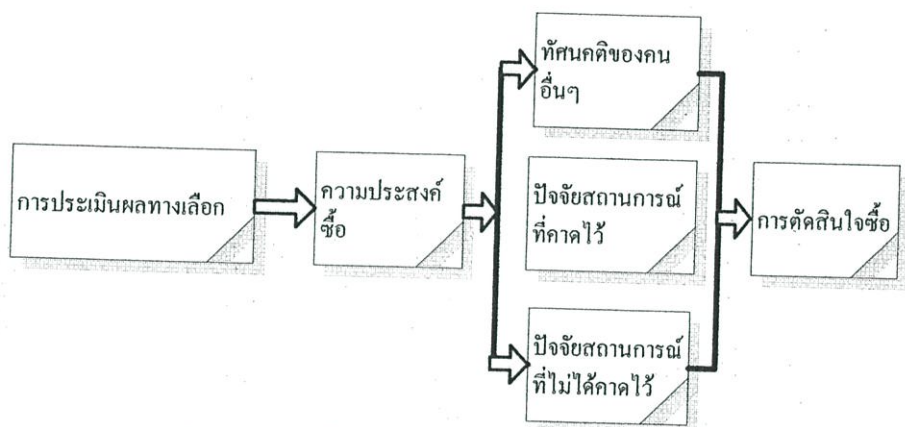 การประเมินผลทางเลือก
ความประสงค์
ซื้อ
ทัศนคติของคน
อื่นๆ
ปัจจัยสถานการณ์
ที่คาดไว้
ปัจจัยสถานการณ์
ที่ไม่ได้คาดไว้
การตัดสินใจซื้อ